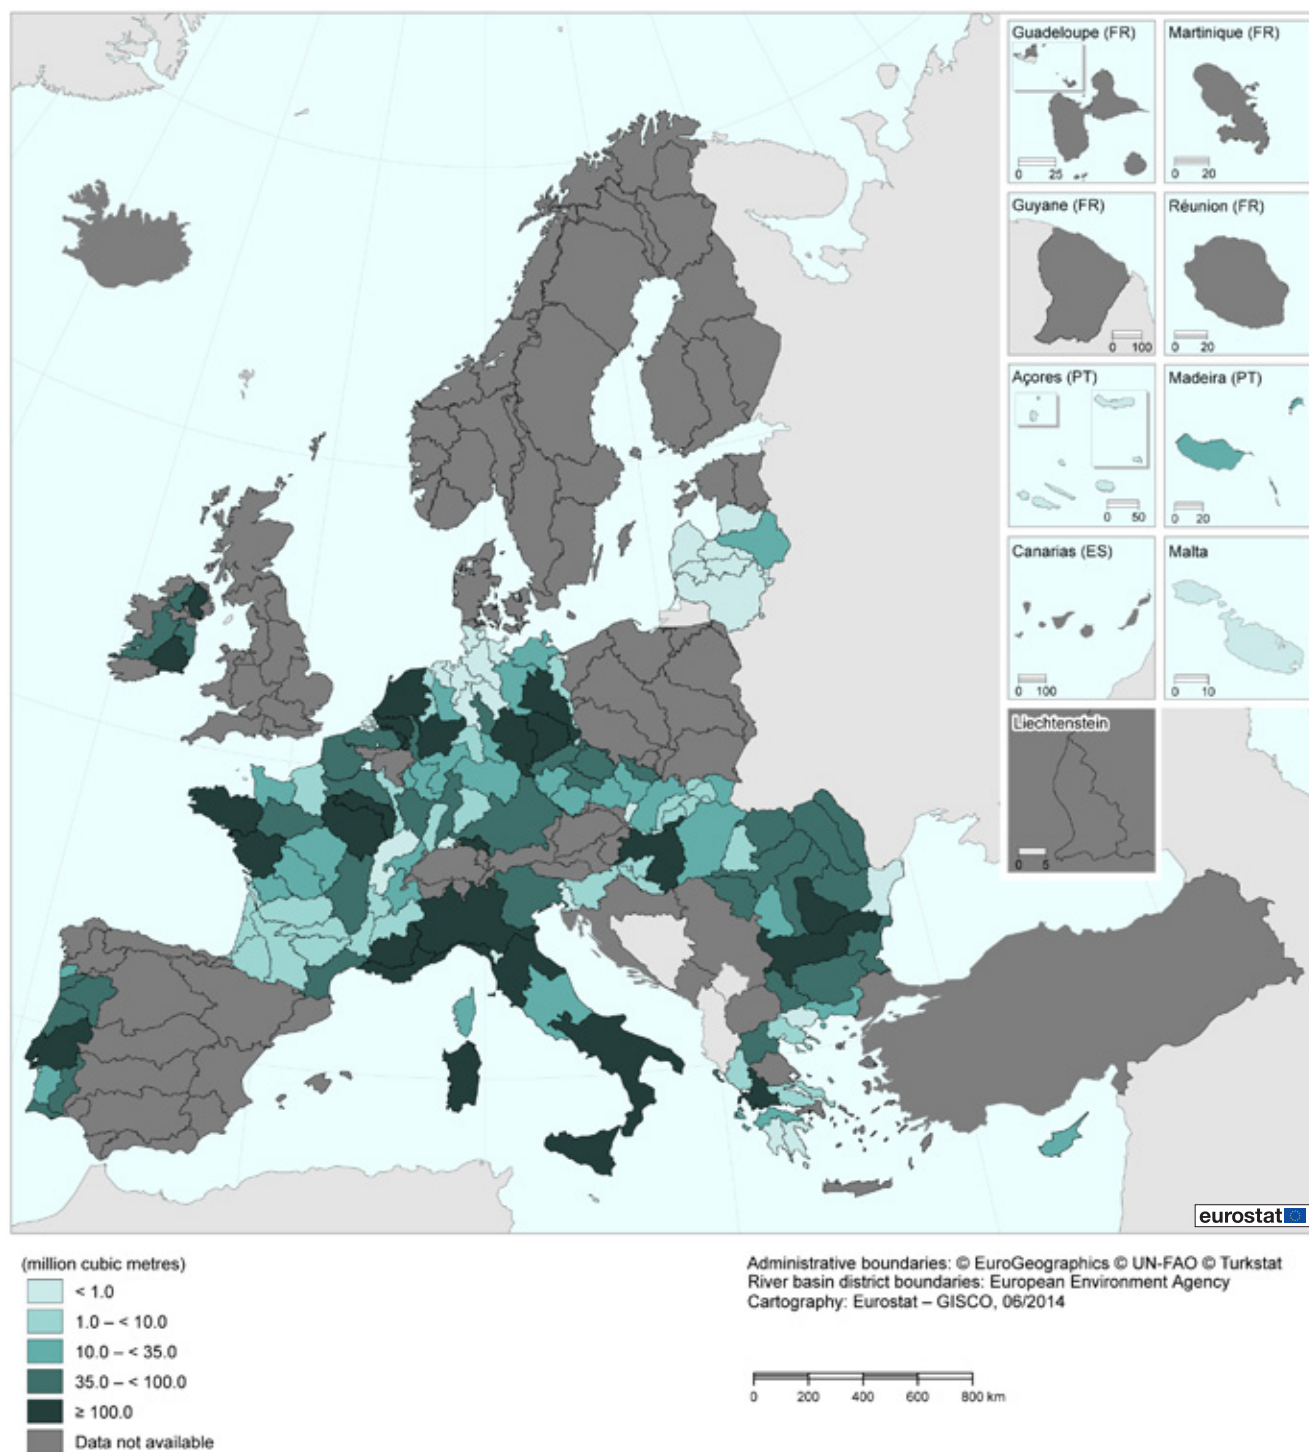 Guadeloupe (FR)
0 25
Martinique (FR)
0 20
Guyane (FR)
0 100
Réunion (FR)
0 20
Açores (PT)
0 50
Madeira (PT)
0 20
Canarias (ES)
0 100
Malta
0 10
Liechtenstein
0 5
eurostat
(million cubic metres)
< 1.0
1.0 – < 10.0
10.0 – < 35.0
35.0 – < 100.0
≥ 100.0
Data not available
Administrative boundaries: © EuroGeographics © UN-FAO © Turkstat
River basin district boundaries: European Environment Agency
Cartography: Eurostat – GISCO, 06/2014
0 200 400 600 800 km